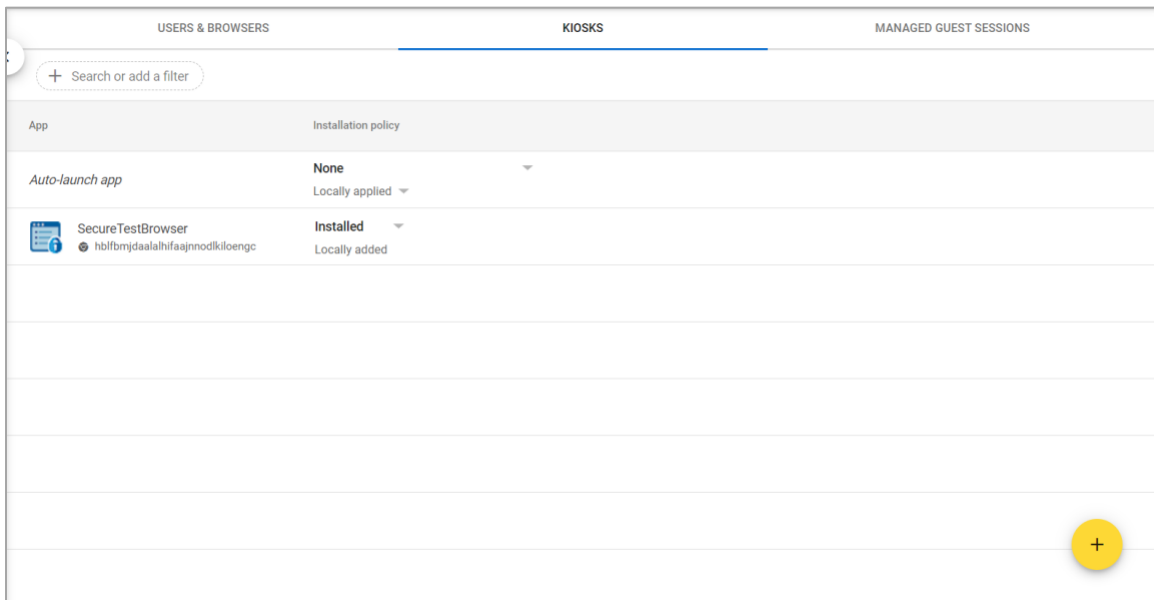 USERS & BROWSERS
KIOSKS
MANAGED GUEST SESSIONS
+ Search or add a filter
App
Installation policy
Auto-launch app
None
Locally applied
SecureTestBrowser
Installed
hblfbmjdaalalhifaajnnodlkiloengc
Locally added
+